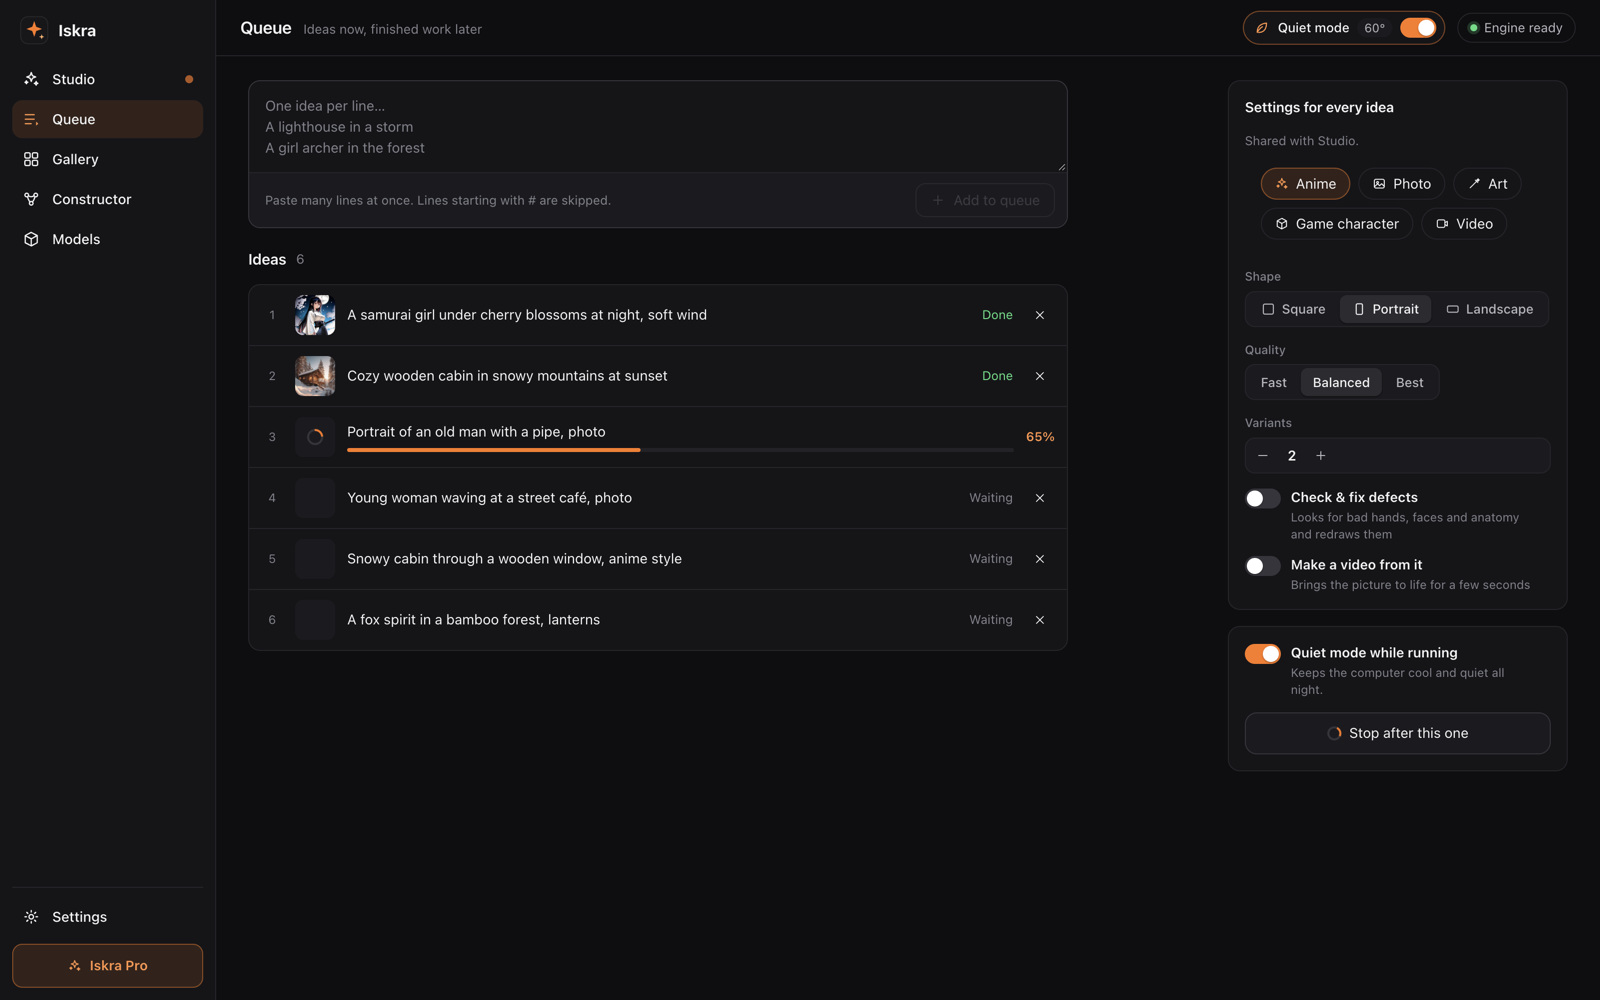 Iskra
Studio
Queue
Gallery
Constructor
Models
Settings
Iskra Pro
Queue
Ideas now, finished work later
Quiet mode 60°
Engine ready
One idea per line...
A lighthouse in a storm
A girl archer in the forest
Paste many lines at once. Lines starting with # are skipped.
+ Add to queue
Ideas 6
1 A samurai girl under cherry blossoms at night, soft wind Done
2 Cozy wooden cabin in snowy mountains at sunset Done
3 Portrait of an old man with a pipe, photo 65%
4 Young woman waving at a street café, photo Waiting
5 Snowy cabin through a wooden window, anime style Waiting
6 A fox spirit in a bamboo forest, lanterns Waiting
Settings for every idea
Shared with Studio.
Anime Photo Art
Game character Video
Shape
Square Portrait Landscape
Quality
Fast Balanced Best
Variants
− 2 +
Check & fix defects
Looks for bad hands, faces and anatomy
and redraws them
Make a video from it
Brings the picture to life for a few seconds
Quiet mode while running
Keeps the computer cool and quiet all
night.
Stop after this one